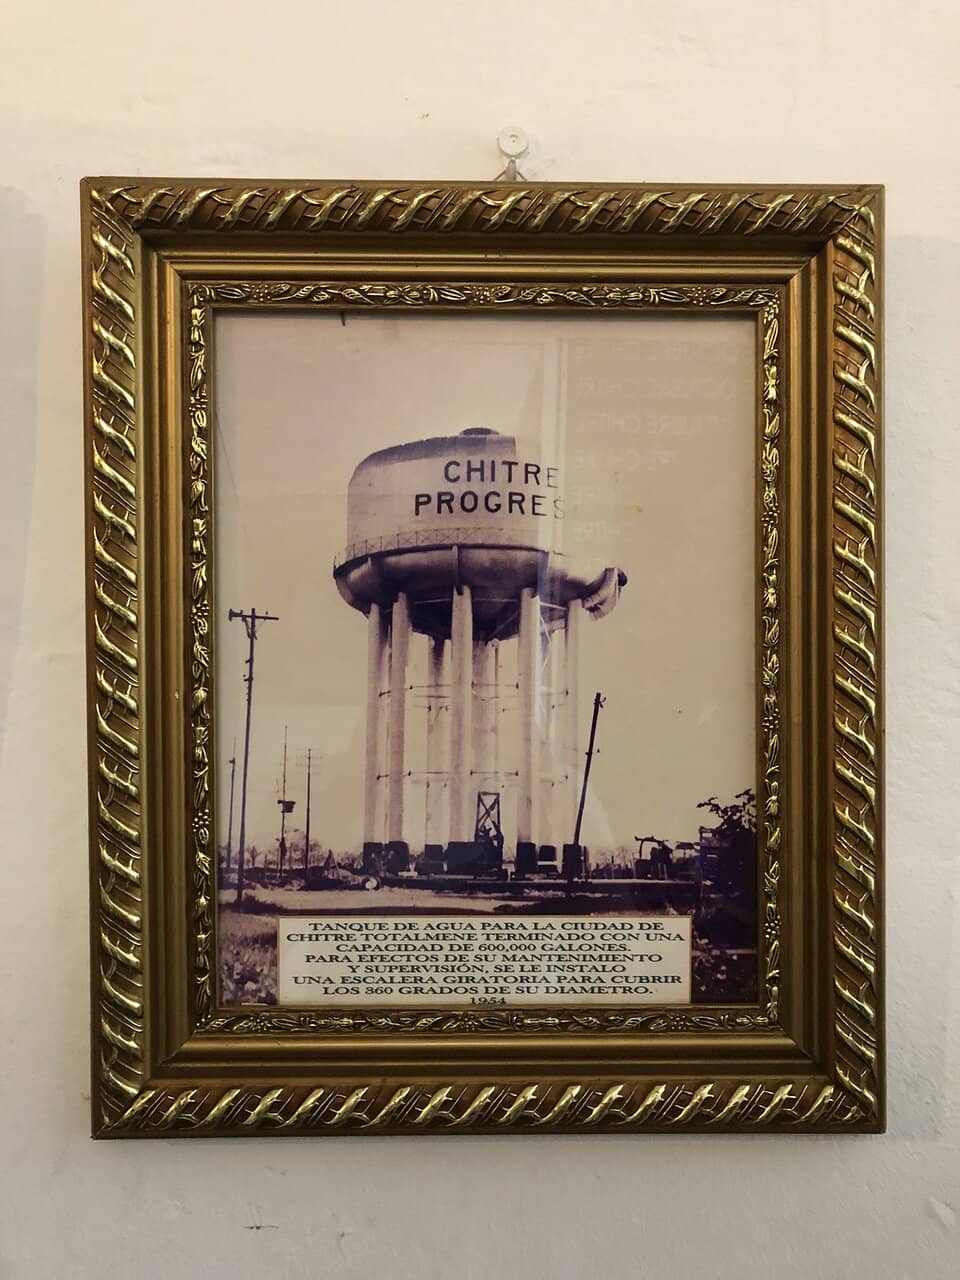 CHITRE
PROGRES
TANQUE DE AGUA PARA LA CIUDAD DE
CHITRE TOTALMENE TERMINADO CON UNA
CAPACIDAD DE 600,000 GALONES.
PARA EFECTOS DE SU MANTENIMIENTO
Y SUPERVISIÓN, SE LE INSTALO
UNA ESCALERA GIRATORIA PARA CUBRIR
LOS 360 GRADOS DE SU DIAMETRO.
1954